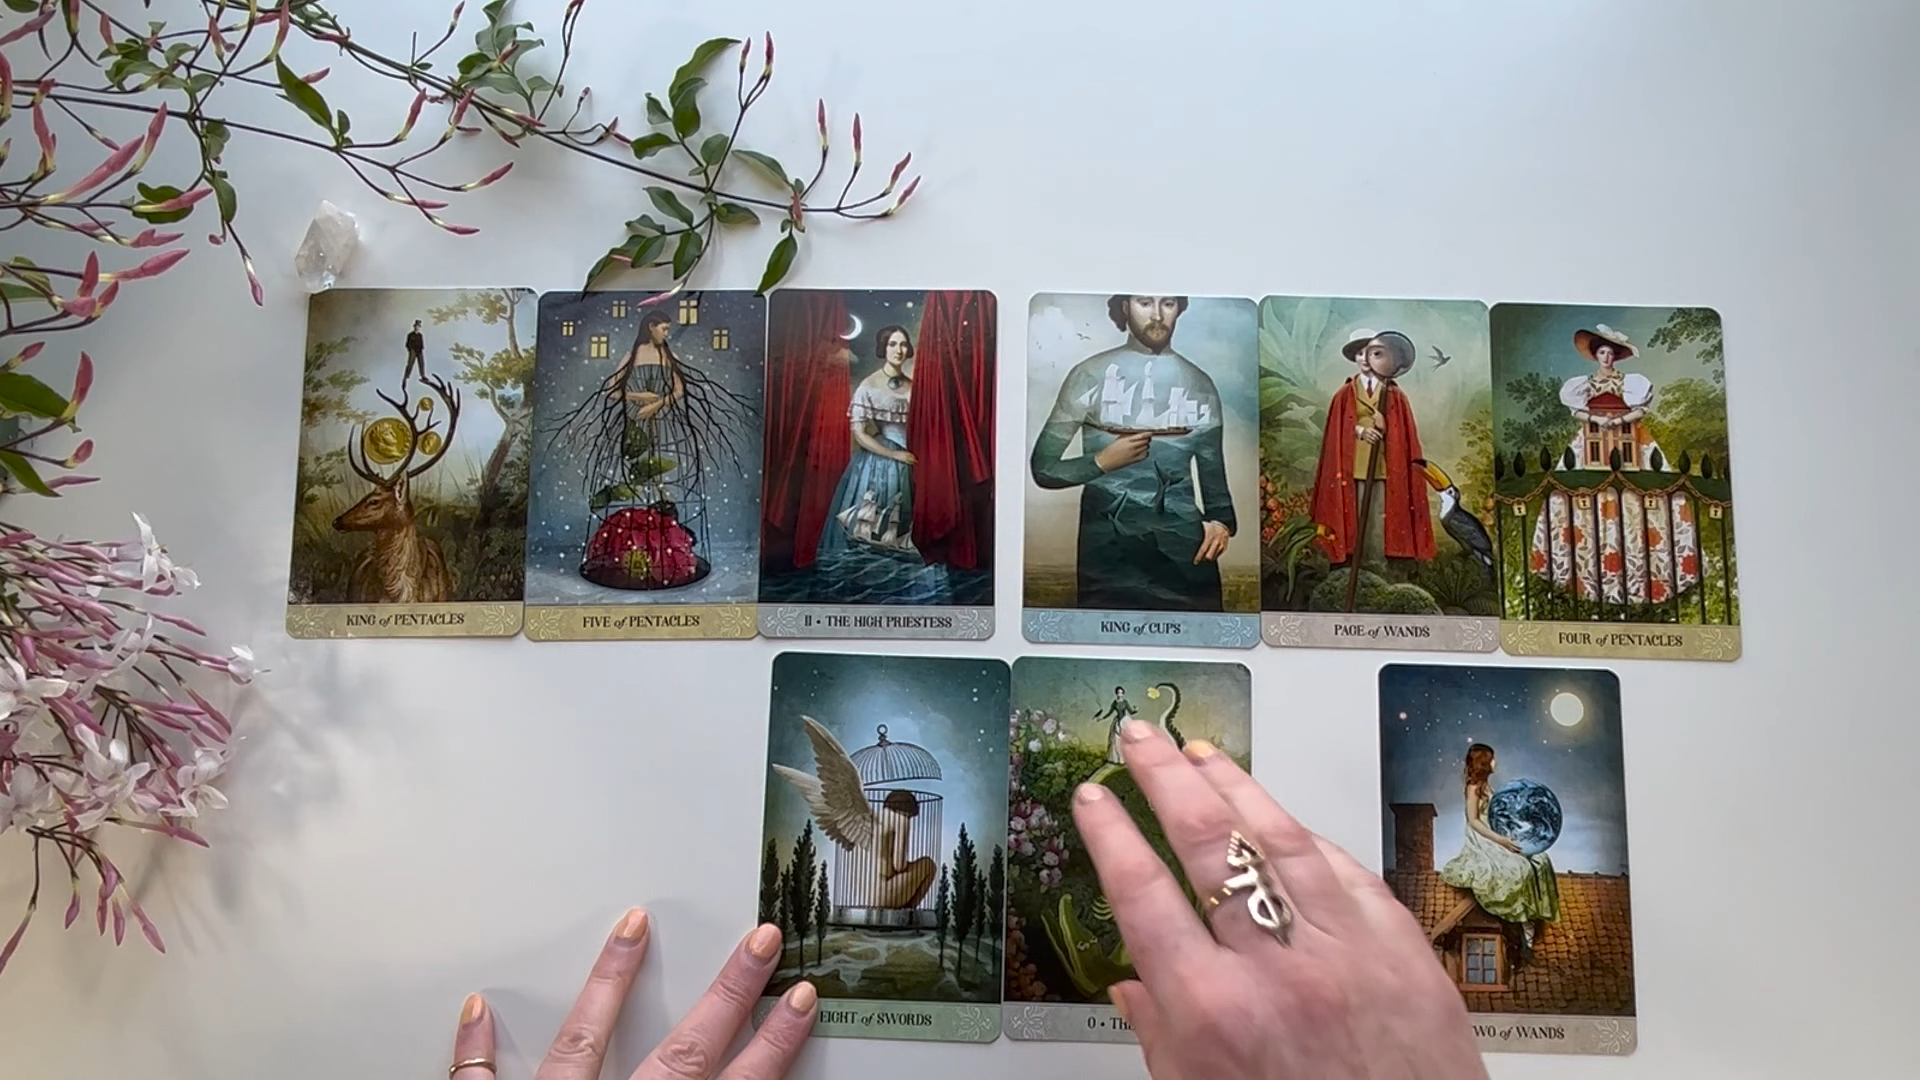 KING of PENTACLES
FIVE of PENTACLES
II • THE HIGH PRIESTESS
KING of CUPS
PAGE of WANDS
FOUR of PENTACLES
EIGHT of SWORDS
0 • TH
WO of WANDS